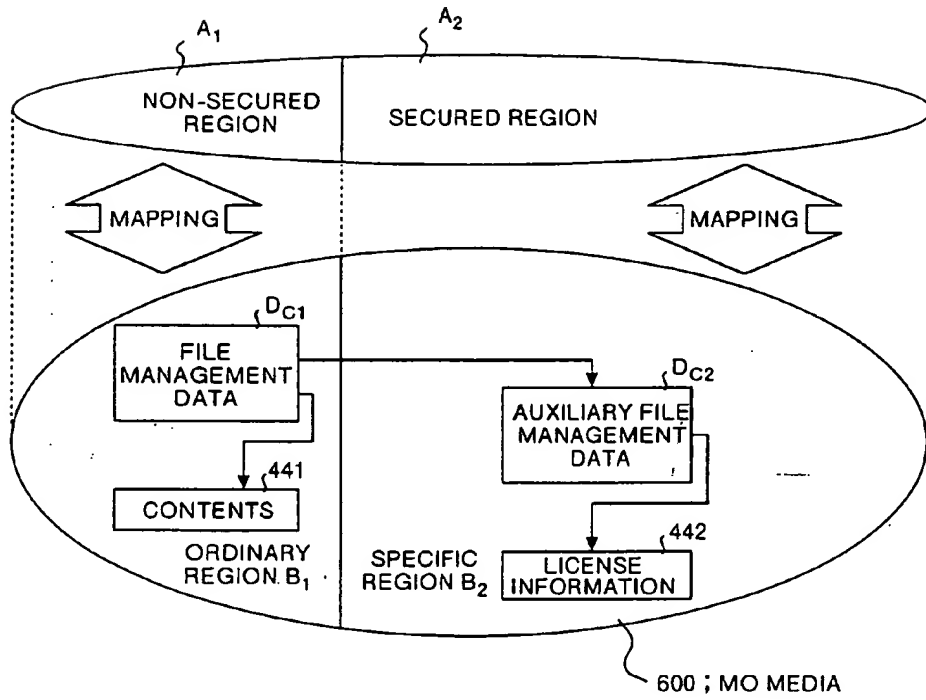 A1
A2
NON-SECURED
REGION
SECURED REGION
MAPPING
MAPPING
DC1
FILE
MANAGEMENT
DATA
DC2
AUXILIARY FILE
MANAGEMENT
DATA
441
CONTENTS
442
LICENSE
INFORMATION
ORDINARY
REGION B1
SPECIFIC
REGION B2
600 ; MO MEDIA